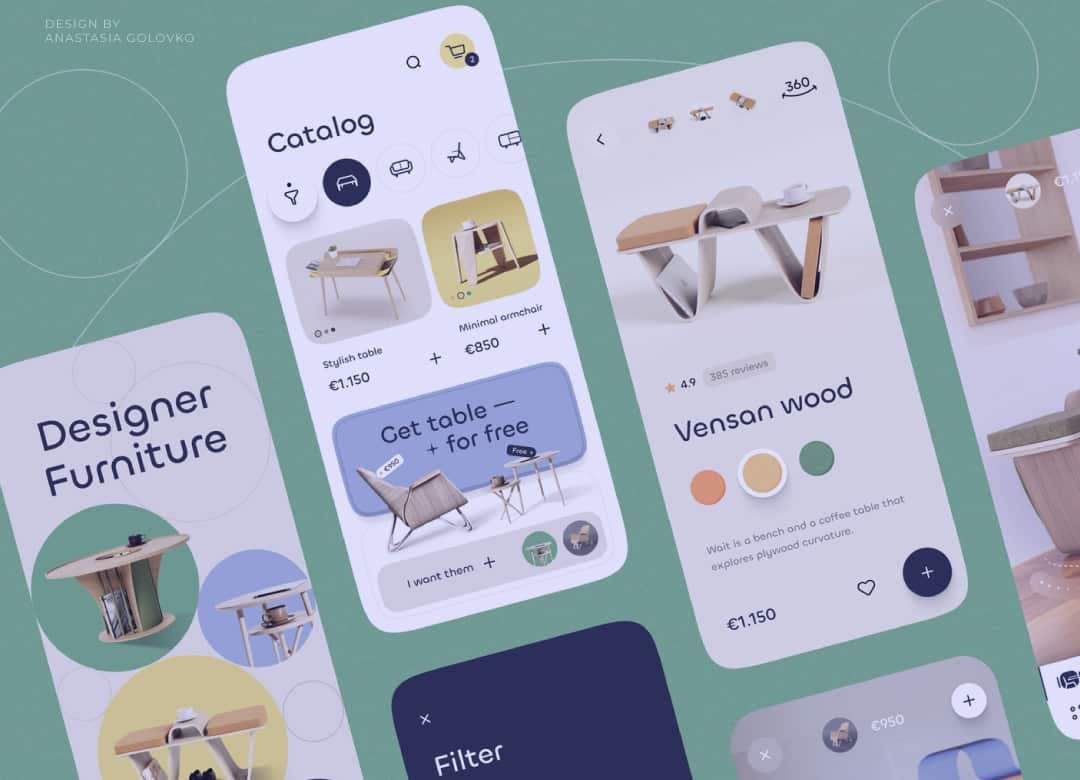 DESIGN BY
ANASTASIA GOLOVKO
Designer
Furniture
2
Catalog
Stylish table
€1.150
Minimal armchair
€850
Get table —
+ for free
€950
Free +
I want them +
Filter
360
4.9
385 reviews
Vensan wood
Wait is a bench and a coffee table that
explores plywood curvature.
€1.150
€950